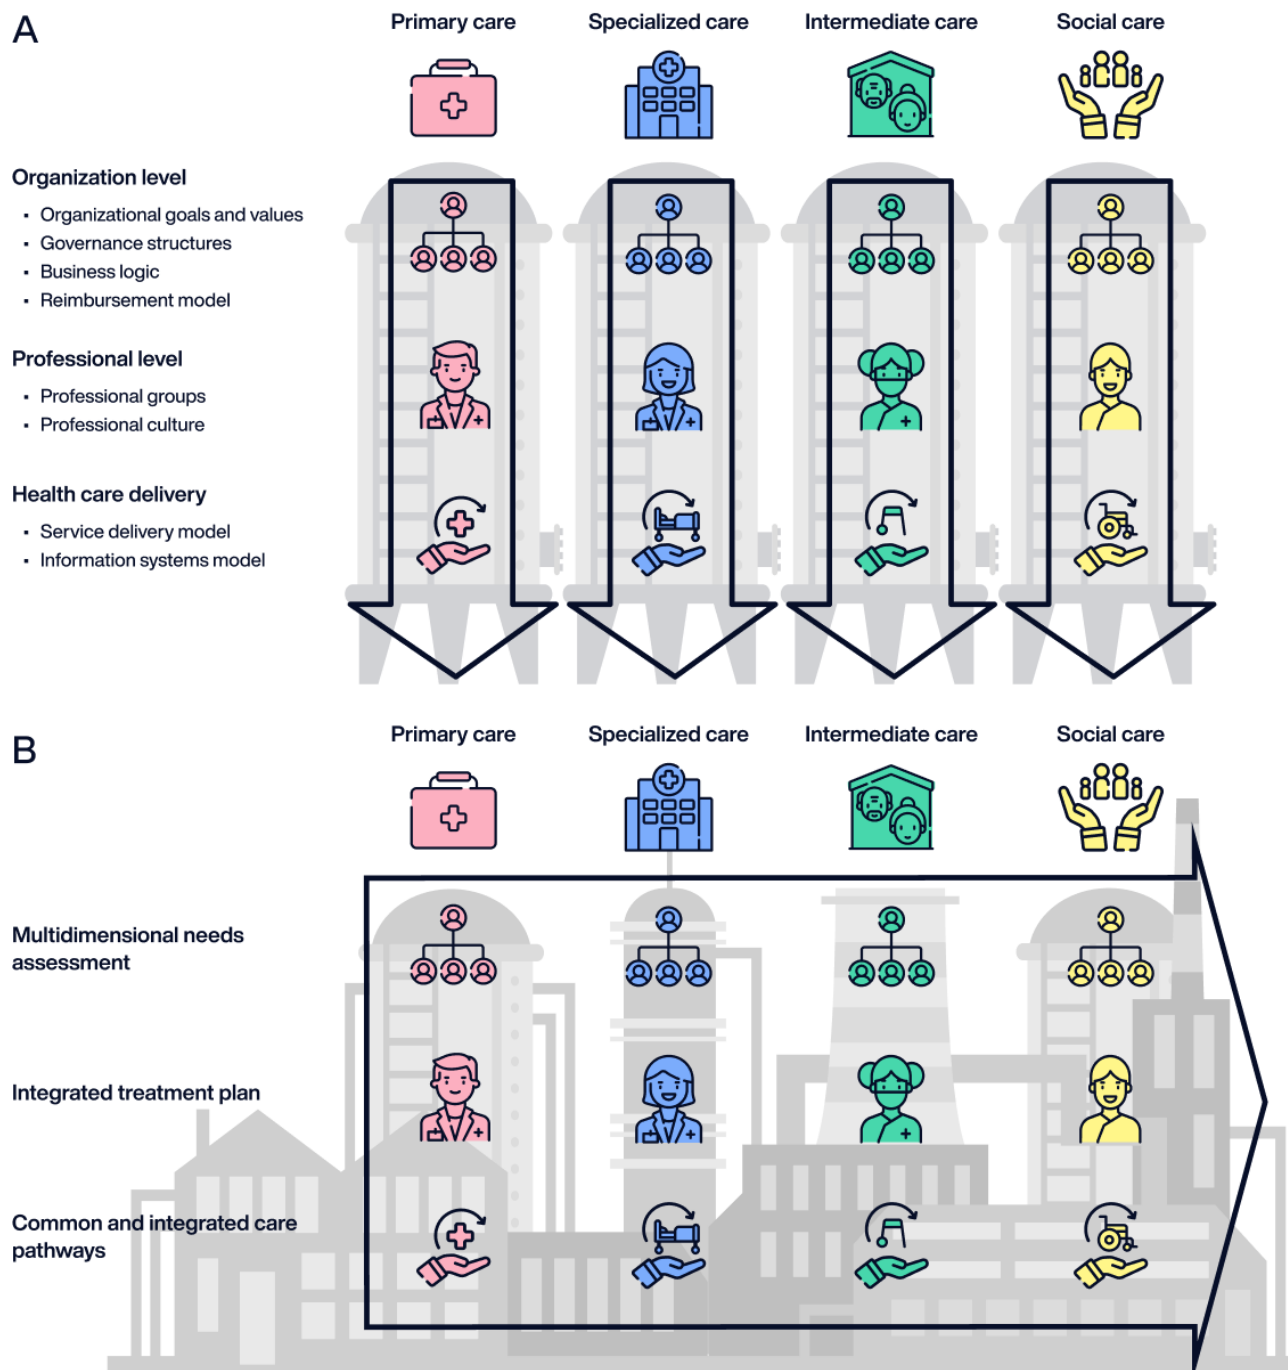 A
Primary care
Specialized care
Intermediate care
Social care
Organization level
▪ Organizational goals and values
▪ Governance structures
▪ Business logic
▪ Reimbursement model
Professional level
▪ Professional groups
▪ Professional culture
Health care delivery
▪ Service delivery model
▪ Information systems model
B
Primary care
Specialized care
Intermediate care
Social care
Multidimensional needs
assessment
Integrated treatment plan
Common and integrated care
pathways